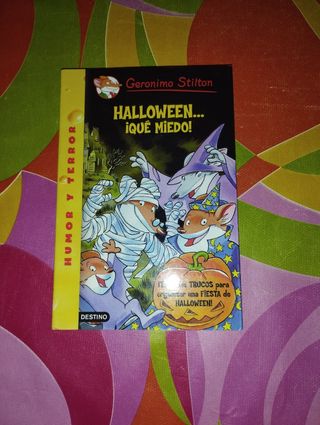 Geronimo Stilton
HALLOWEEN...
¡QUÉ MIEDO!
HUMOR Y TERROR
TRUCOS para
organizar una FIESTA de
HALLOWEEN!
DESTINO